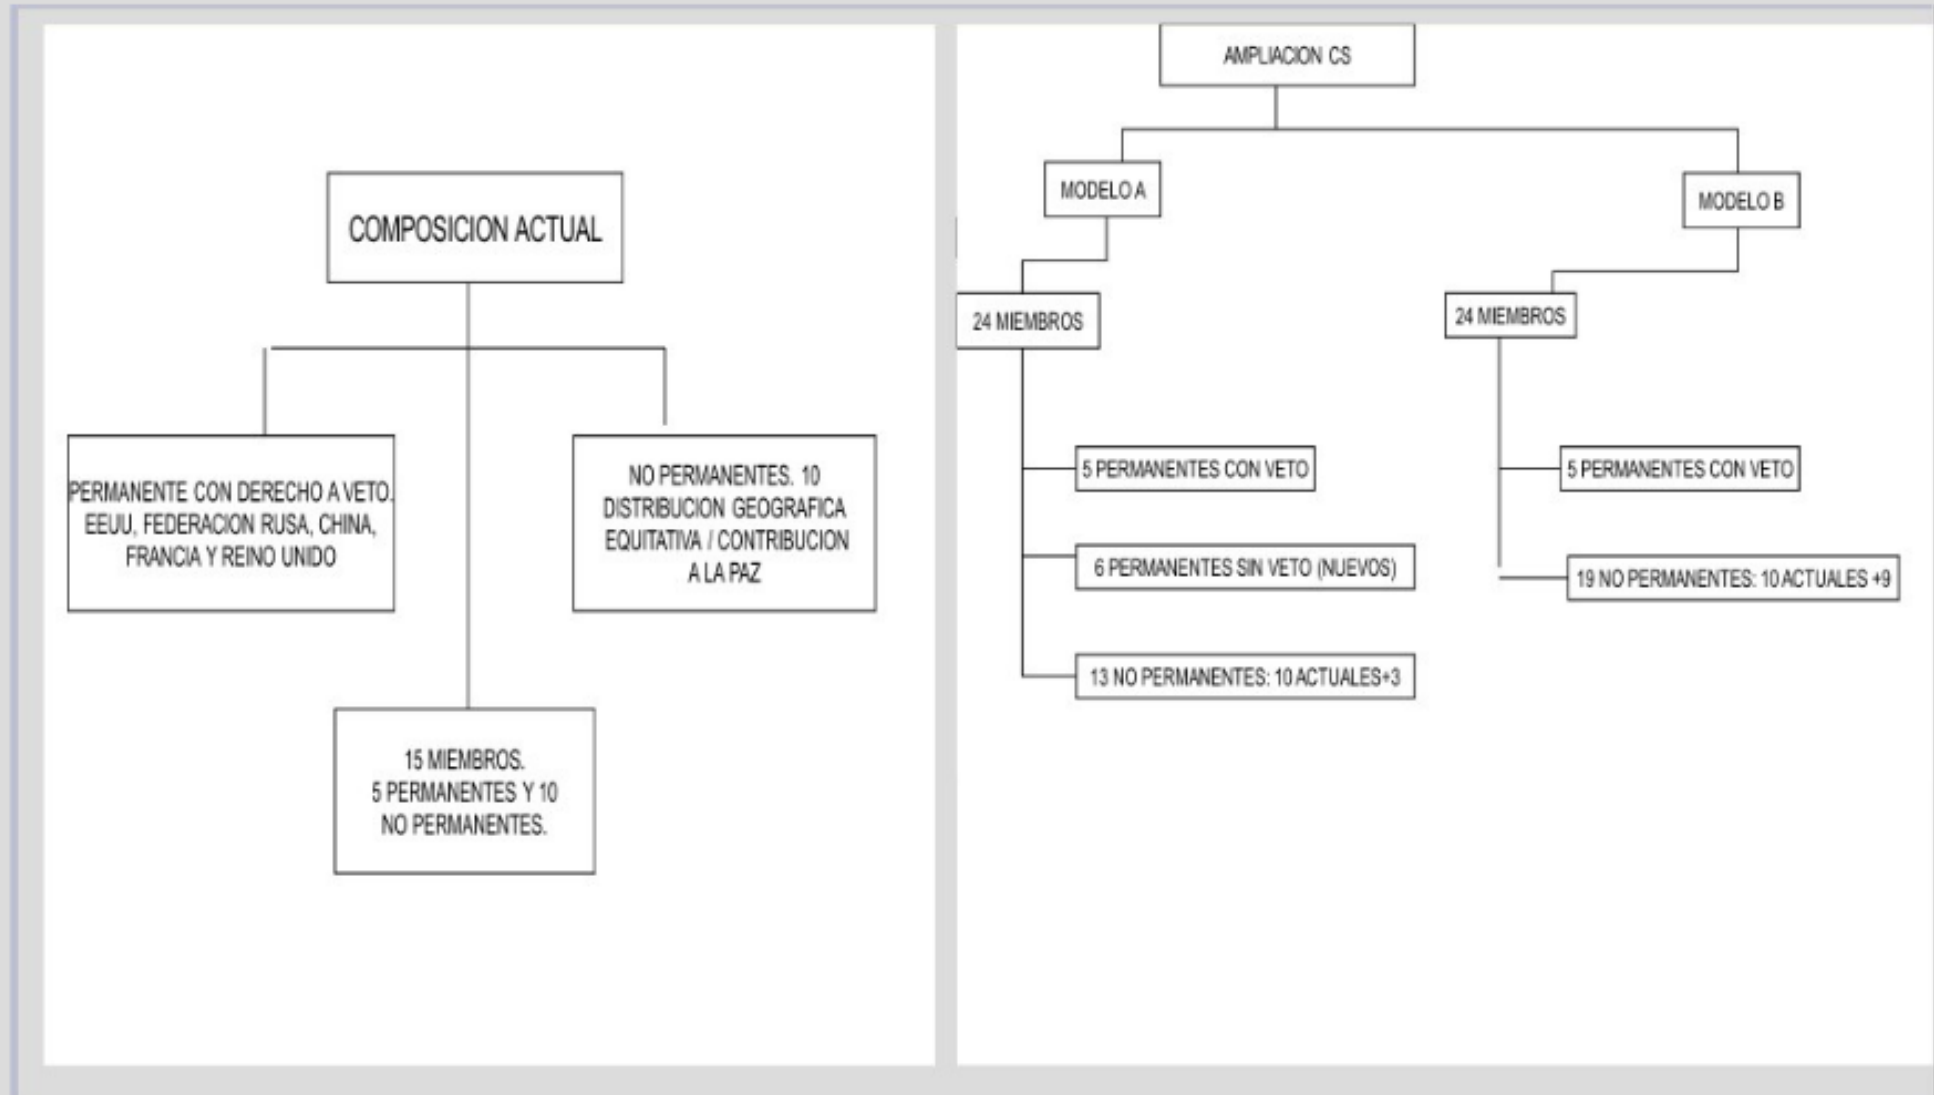 COMPOSICION ACTUAL
PERMANENTE CON DERECHO A VETO.
EEUU, FEDERACION RUSA, CHINA,
FRANCIA Y REINO UNIDO
NO PERMANENTES. 10
DISTRIBUCION GEOGRAFICA
EQUITATIVA / CONTRIBUCION
A LA PAZ
15 MIEMBROS.
5 PERMANENTES Y 10
NO PERMANENTES.
AMPLIACION CS
MODELO A
24 MIEMBROS
5 PERMANENTES CON VETO
6 PERMANENTES SIN VETO (NUEVOS)
13 NO PERMANENTES: 10 ACTUALES+3
MODELO B
24 MIEMBROS
5 PERMANENTES CON VETO
19 NO PERMANENTES: 10 ACTUALES +9